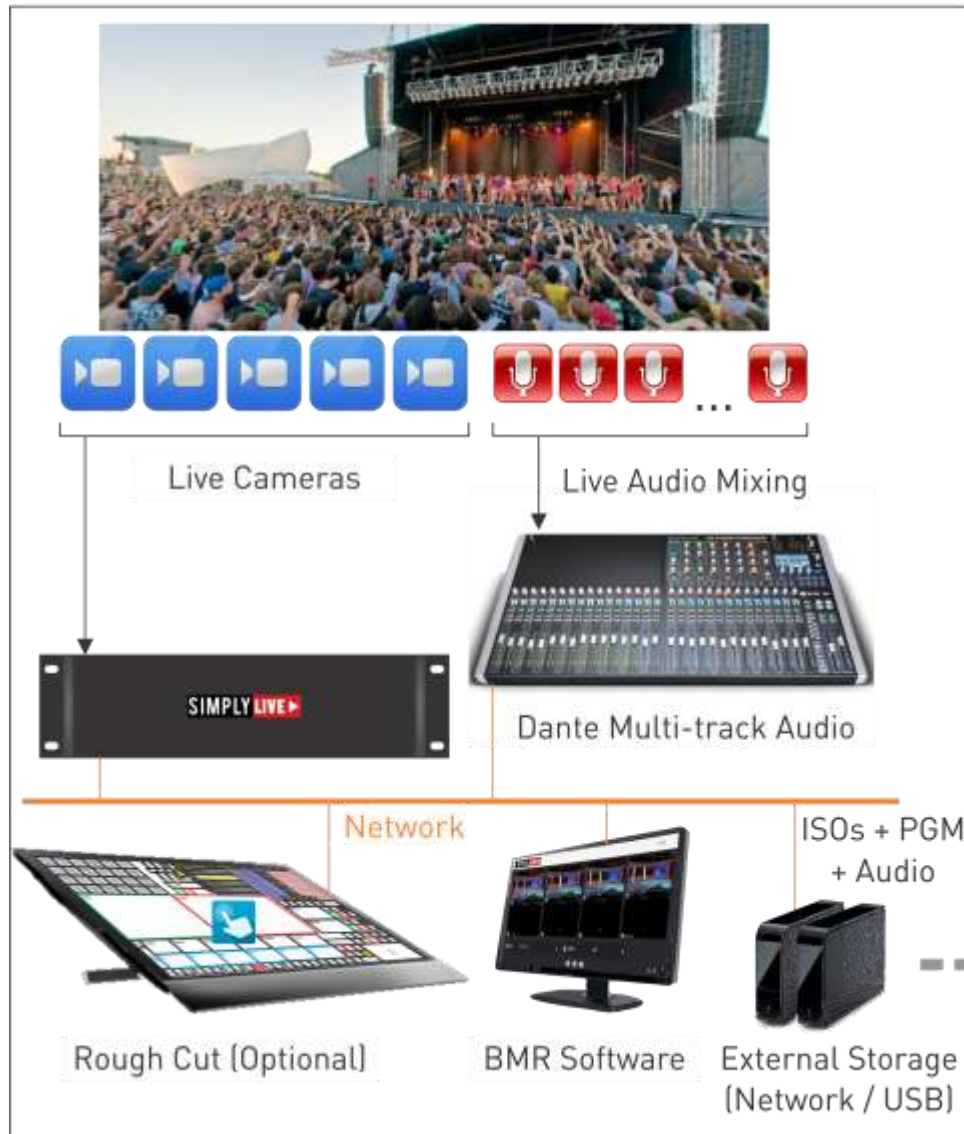 Live Cameras
Live Audio Mixing
SIMPLY LIVE
Dante Multi-track Audio
Network
ISOs + PGM
+ Audio
Rough Cut (Optional)
BMR Software
External Storage
(Network / USB)